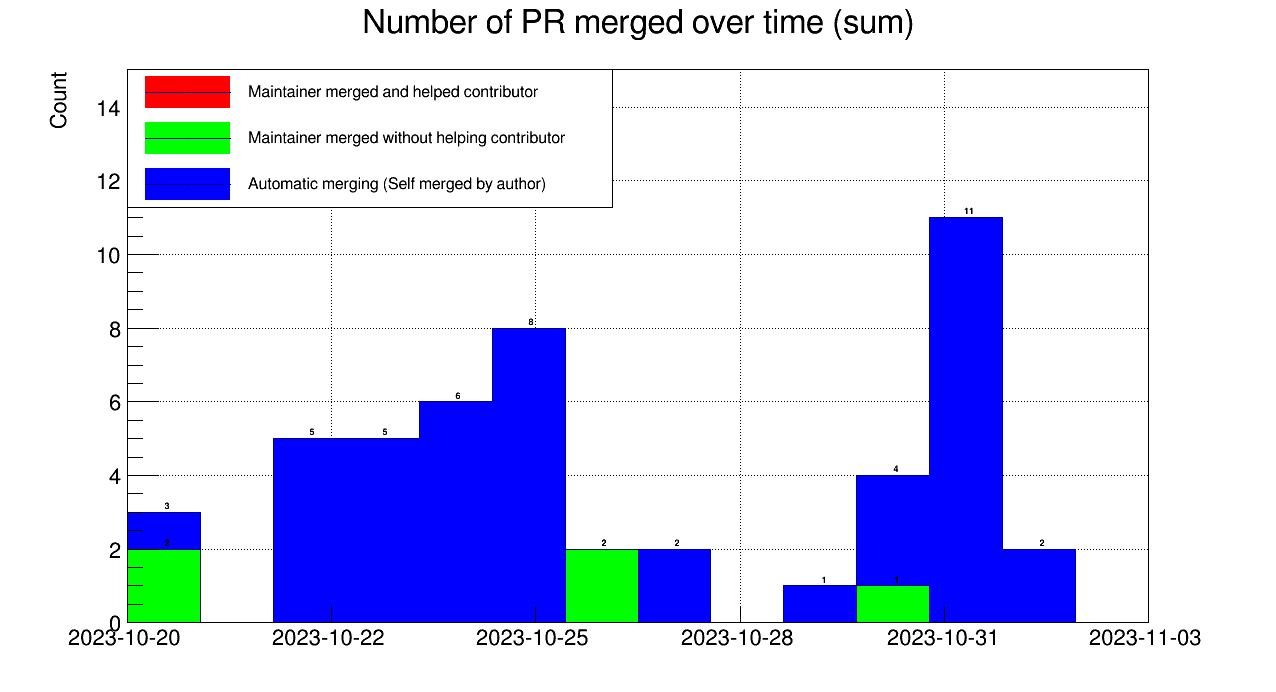 Number of PR merged over time (sum)
Count
Maintainer merged and helped contributor
Maintainer merged without helping contributor
Automatic merging (Self merged by author)
14
12
10
8
6
4
2
0
11
8
6
5 5
4
3
2 2 2 2
1 1
2023-10-20 2023-10-22 2023-10-25 2023-10-28 2023-10-31 2023-11-03